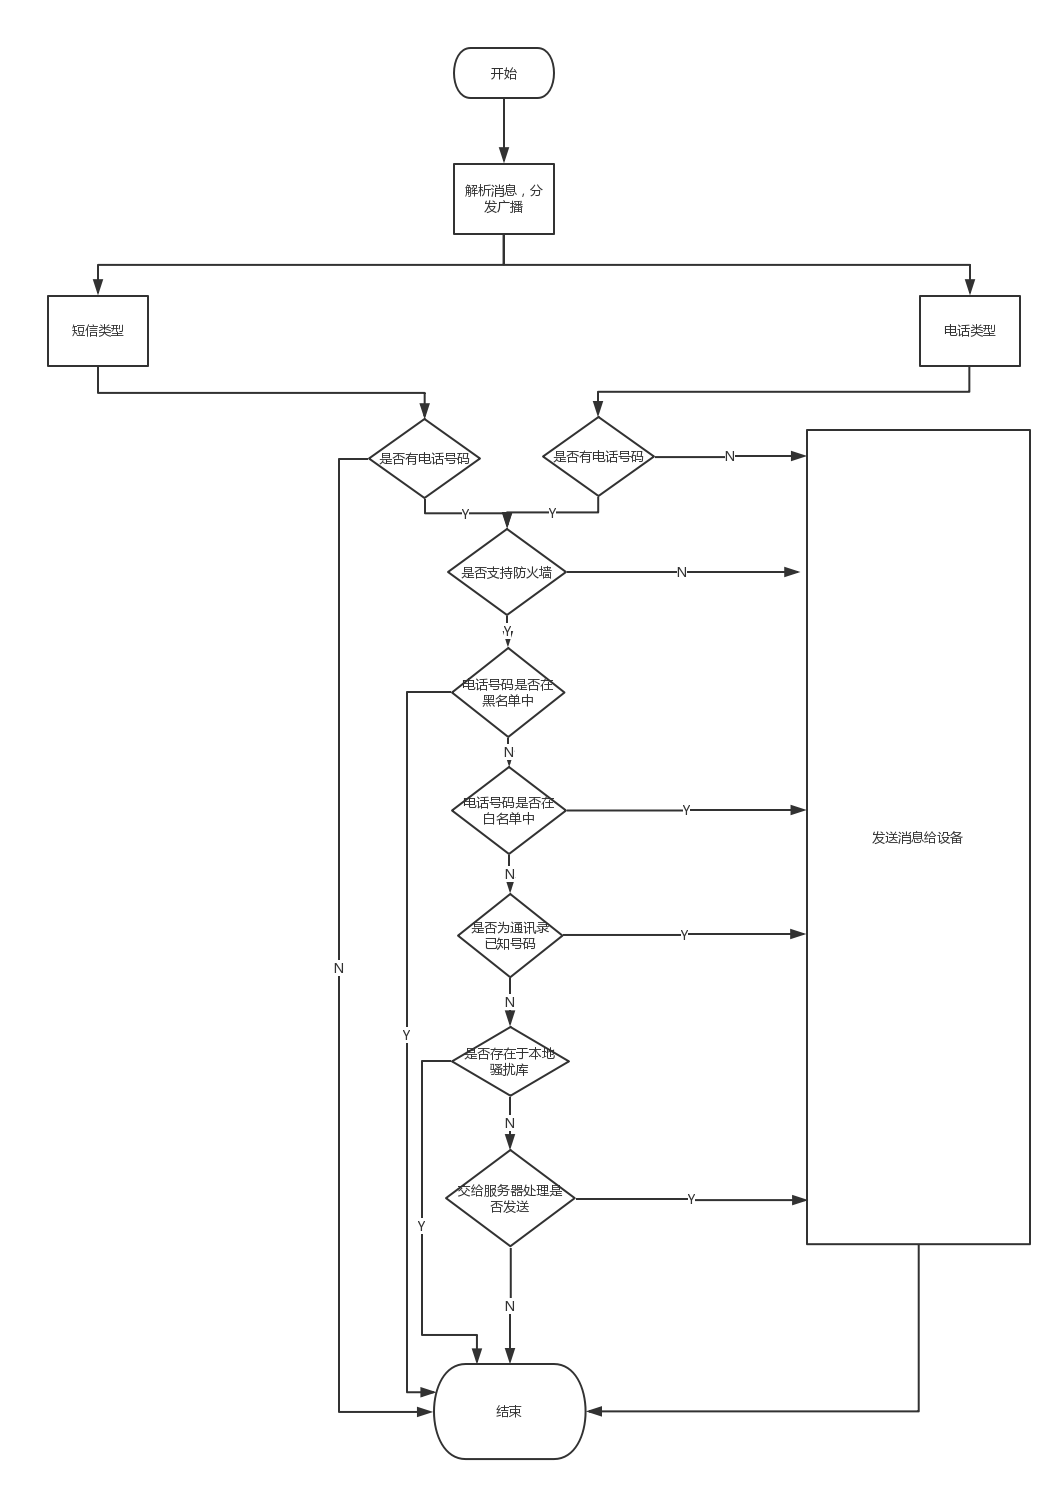 开始
解析消息，分
发广播
短信类型
电话类型
是否有电话号码
是否有电话号码
N
Y
Y
是否支持防火墙
N
Y
电话号码是否在
黑名单中
N
电话号码是否在
白名单中
Y
发送消息给设备
N
是否为通讯录
已知号码
Y
N
N
Y
是否存在于本地
骚扰库
N
交给服务器处理是
否发送
Y
Y
N
结束